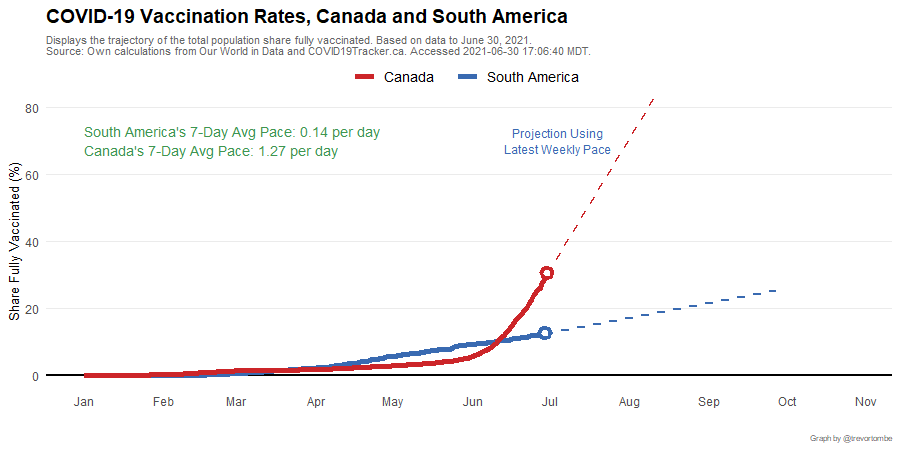 COVID-19 Vaccination Rates, Canada and South America
Displays the trajectory of the total population share fully vaccinated. Based on data to June 30, 2021.
Source: Own calculations from Our World in Data and COVID19Tracker.ca. Accessed 2021-06-30 17:06:40 MDT.
Canada South America
80
South America's 7-Day Avg Pace: 0.14 per day
Canada's 7-Day Avg Pace: 1.27 per day
Projection Using
Latest Weekly Pace
60
40
20
0
Share Fully Vaccinated (%)
Jan Feb Mar Apr May Jun Jul Aug Sep Oct Nov
Graph by @trevortombe